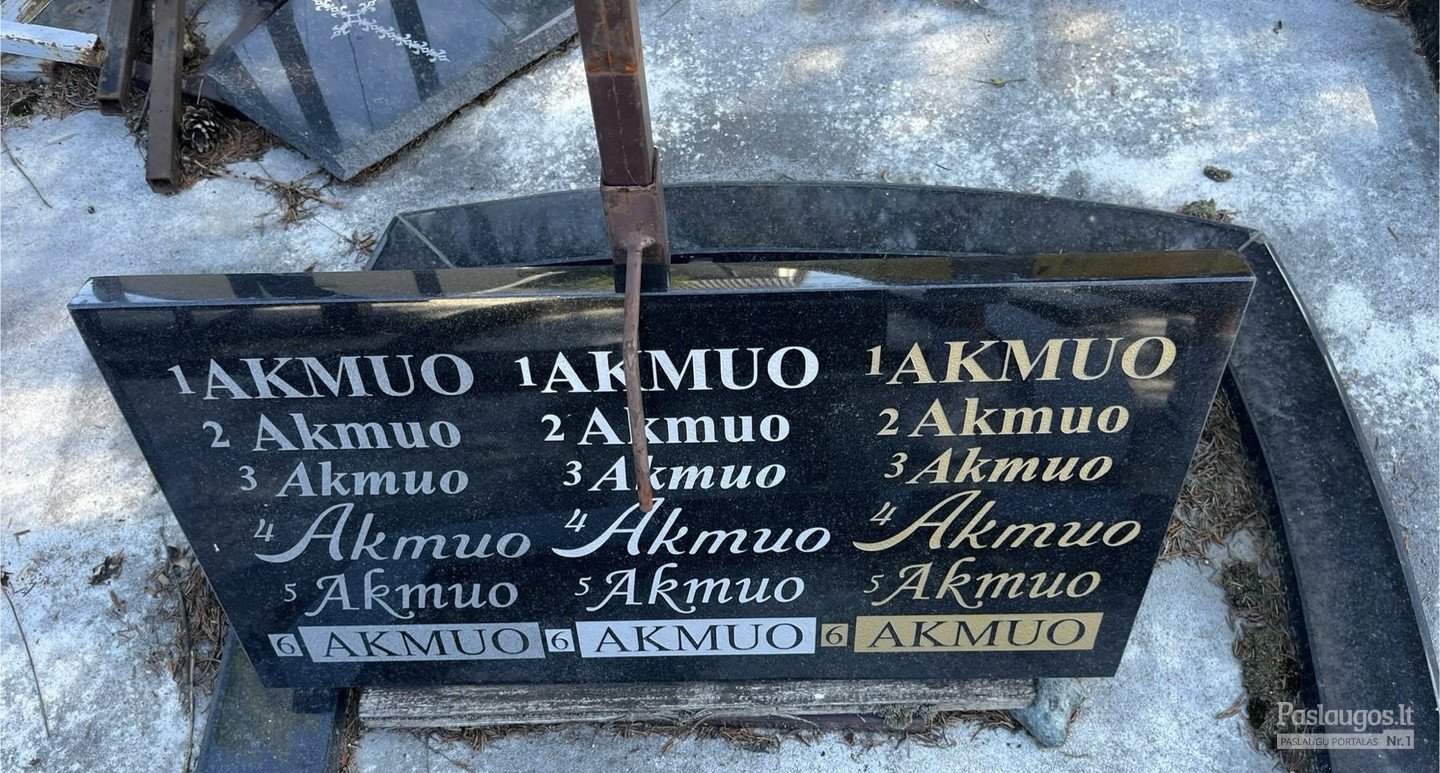 1 AKMUO 1 AKMUO 1 AKMUO
2 Akmuo 2 Akmuo 2 Akmuo
3 Akmuo 3 Akmuo 3 Akmuo
4 Akmuo 4 Akmuo 4 Akmuo
5 Akmuo 5 Akmuo 5 Akmuo
6 AKMUO 6 AKMUO 6 AKMUO
Paslaugos.lt
PASLAUGŲ PORTALAS Nr.1